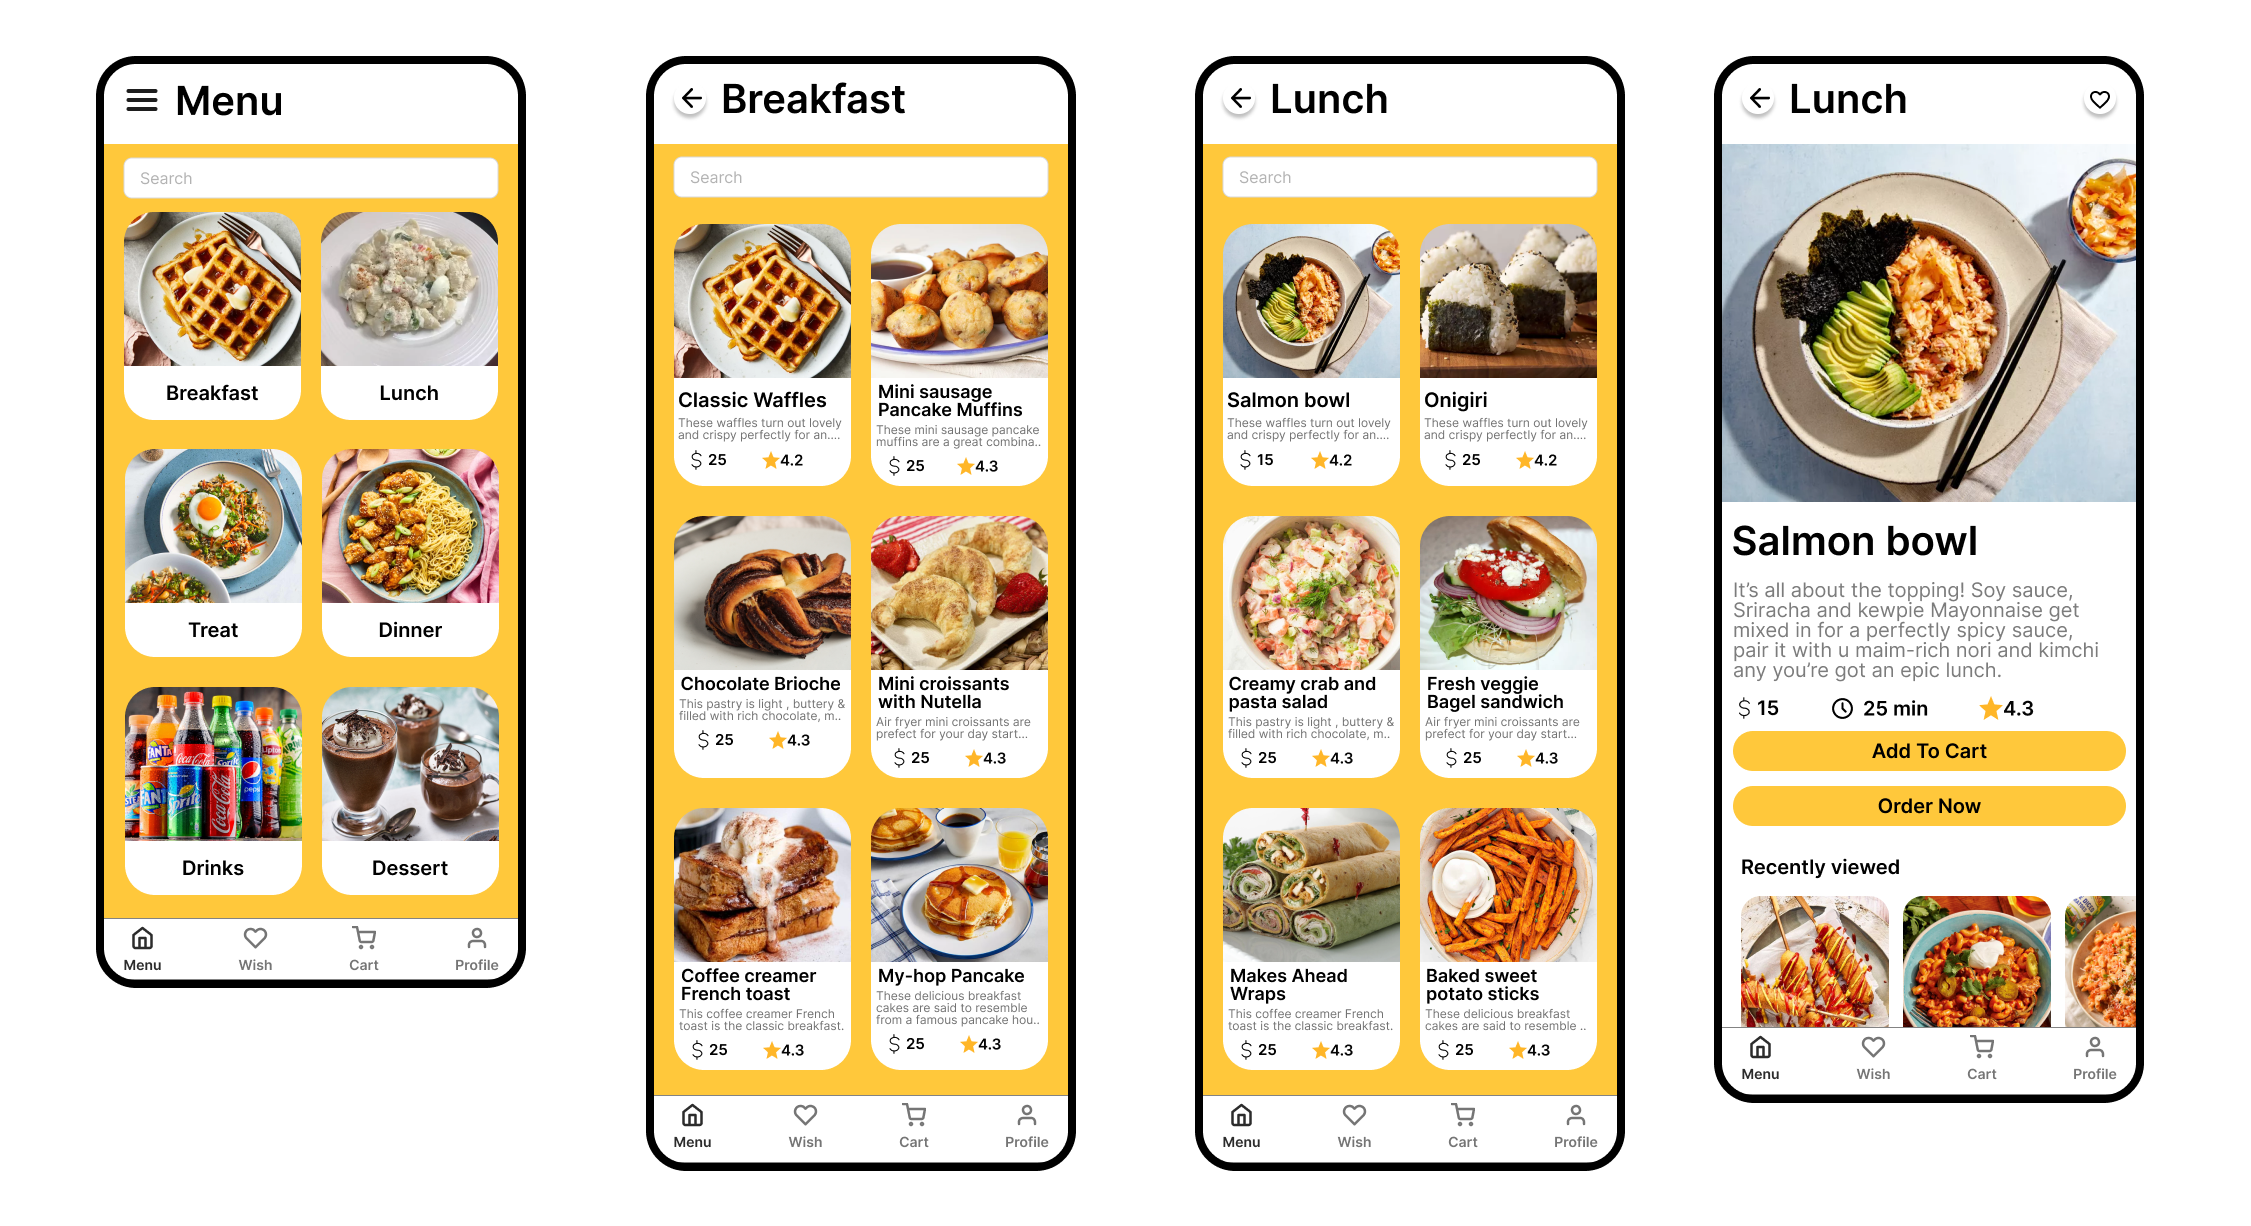 Menu
Search
Breakfast
Lunch
Treat
Dinner
FANTA
Coca-Cola
Sprite
FANTA
Sprite
Coca-Cola
pepsi
Drinks
Dessert
Menu
Wish
Cart
Profile
Breakfast
Search
Classic Waffles
These waffles turn out lovely
and crispy perfectly for an....
$ 25
4.2
Mini sausage
Pancake Muffins
These mini sausage pancake
muffins are a great combina..
$ 25
4.3
Chocolate Brioche
This pastry is light , buttery &
filled with rich chocolate, m..
$ 25
4.3
Mini croissants
with Nutella
Air fryer mini croissants are
prefect for your day start...
$ 25
4.3
Coffee creamer
French toast
This coffee creamer French
toast is the classic breakfast.
$ 25
4.3
My-hop Pancake
These delicious breakfast
cakes are said to resemble
from a famous pancake hou..
$ 25
4.3
Menu
Wish
Cart
Profile
Lunch
Search
Salmon bowl
These waffles turn out lovely
and crispy perfectly for an....
$ 15
4.2
Onigiri
These waffles turn out lovely
and crispy perfectly for an....
$ 25
4.2
Creamy crab and
pasta salad
This pastry is light , buttery &
filled with rich chocolate, m..
$ 25
4.3
Fresh veggie
Bagel sandwich
Air fryer mini croissants are
prefect for your day start...
$ 25
4.3
Makes Ahead
Wraps
This coffee creamer French
toast is the classic breakfast.
$ 25
4.3
Baked sweet
potato sticks
These delicious breakfast
cakes are said to resemble ..
$ 25
4.3
Menu
Wish
Cart
Profile
Lunch
Salmon bowl
It’s all about the topping! Soy sauce,
Sriracha and kewpie Mayonnaise get
mixed in for a perfectly spicy sauce,
pair it with u maim-rich nori and kimchi
any you’re got an epic lunch.
$ 15
25 min
4.3
Add To Cart
Order Now
Recently viewed
Menu
Wish
Cart
Profile